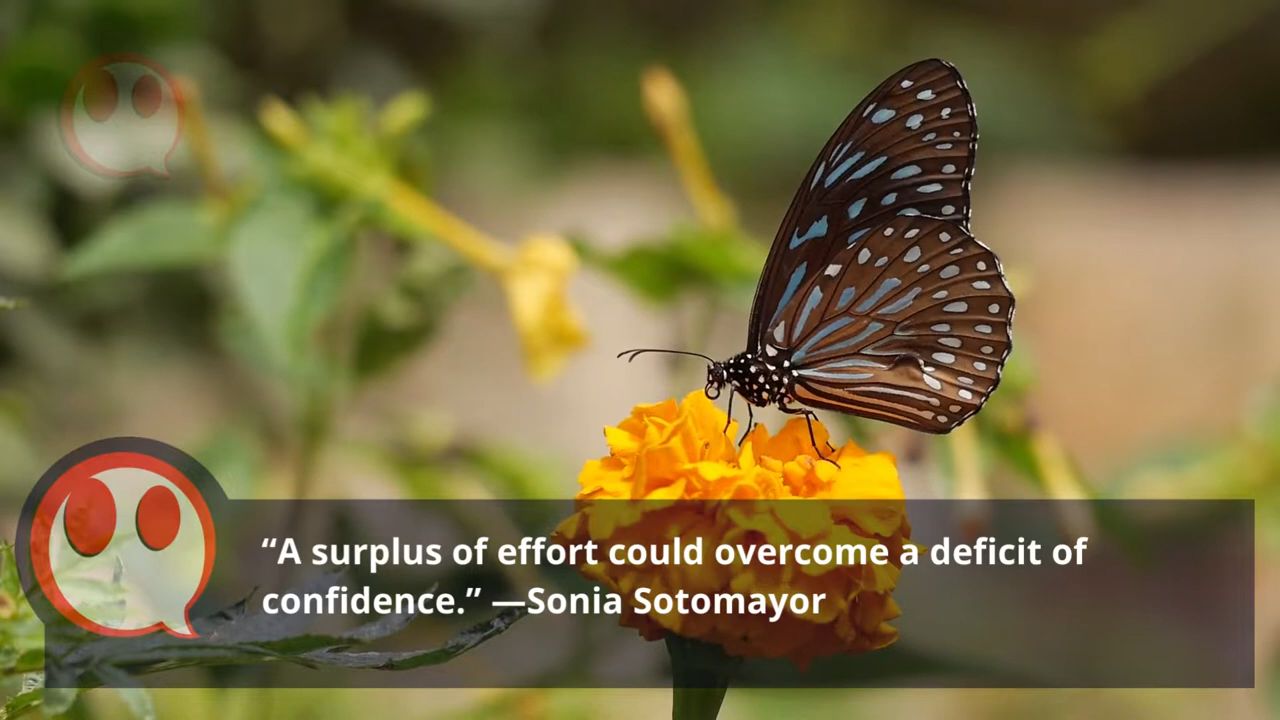 “A surplus of effort could overcome a deficit of
confidence.” —Sonia Sotomayor